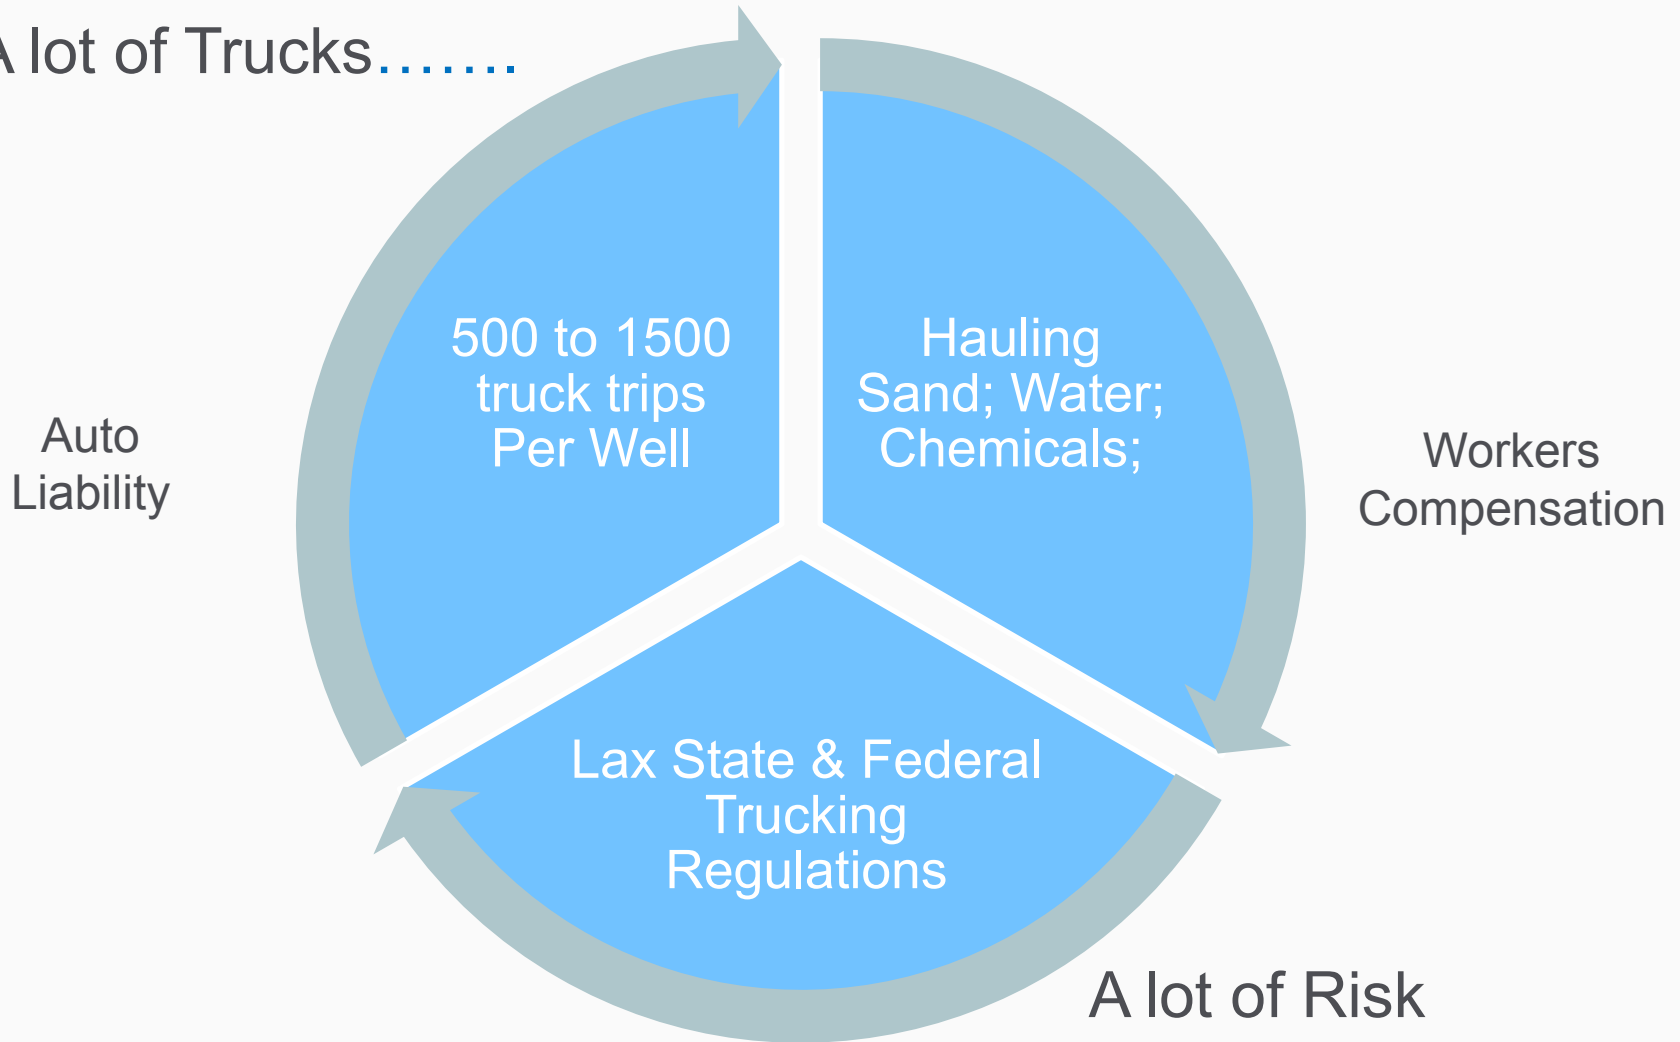 A lot of Trucks.......
500 to 1500
truck trips
Per Well
Hauling
Sand; Water;
Chemicals;
Auto
Liability
Workers
Compensation
Lax State & Federal
Trucking
Regulations
A lot of Risk